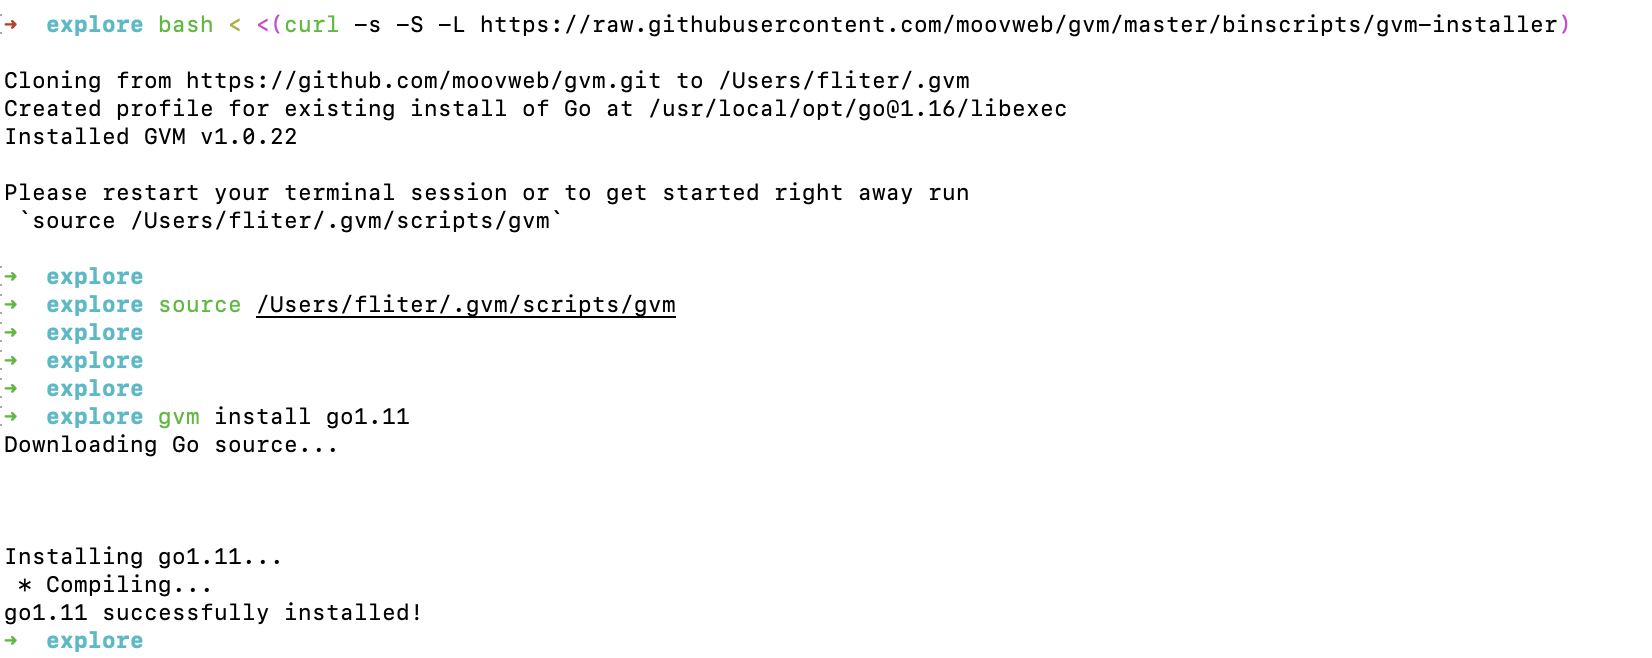 → explore bash < <(curl -s -S -L https://raw.githubusercontent.com/moovweb/gvm/master/binscripts/gvm-installer)
Cloning from https://github.com/moovweb/gvm.git to /Users/fliter/.gvm
Created profile for existing install of Go at /usr/local/opt/go@1.16/libexec
Installed GVM v1.0.22
Please restart your terminal session or to get started right away run
`source /Users/fliter/.gvm/scripts/gvm`
→ explore
→ explore source /Users/fliter/.gvm/scripts/gvm
→ explore
→ explore
→ explore
→ explore gvm install go1.11
Downloading Go source...
Installing go1.11...
* Compiling...
go1.11 successfully installed!
→ explore